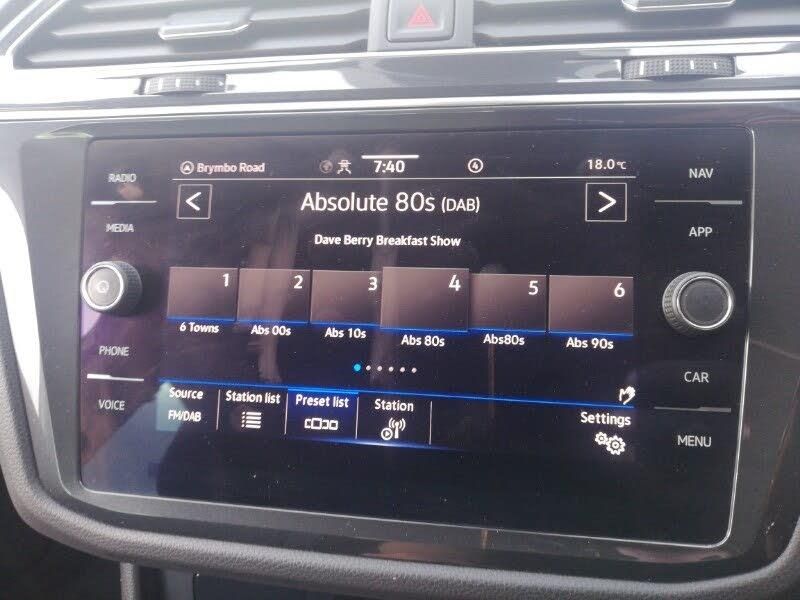 Brymbo Road 7:40 4 18.0 °C
RADIO NAV
< Absolute 80s (DAB) >
MEDIA APP
Dave Berry Breakfast Show
1 2 3 4 5 6
6 Towns Abs 00s Abs 10s Abs 80s Abs80s Abs 90s
PHONE CAR
Source Station list Preset list Station Settings
FM/DAB
VOICE MENU